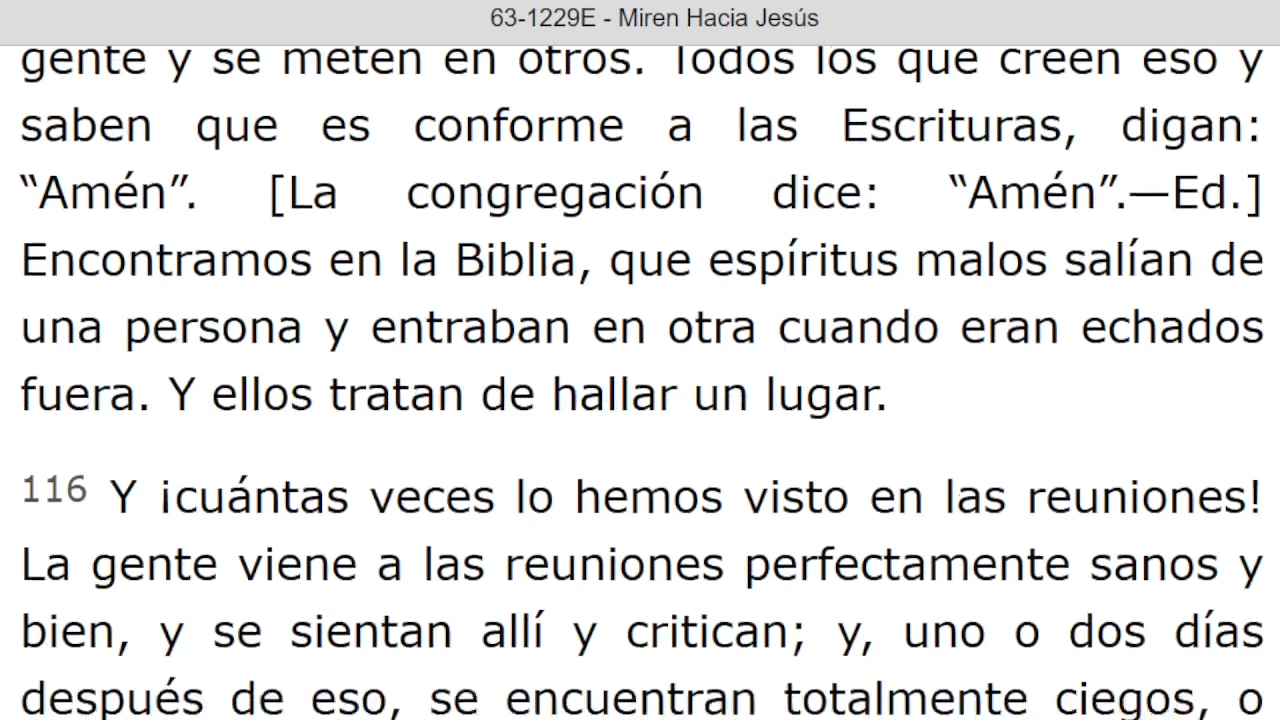 63-1229E - Miren Hacia Jesús
gente y se meten en otros. Todos los que creen eso y
saben que es conforme a las Escrituras, digan:
“Amén”. [La congregación dice: “Amén”.—Ed.]
Encontramos en la Biblia, que espíritus malos salían de
una persona y entraban en otra cuando eran echados
fuera. Y ellos tratan de hallar un lugar.
116 Y ¡cuántas veces lo hemos visto en las reuniones!
La gente viene a las reuniones perfectamente sanos y
bien, y se sientan allí y critican; y, uno o dos días
después de eso, se encuentran totalmente ciegos, o